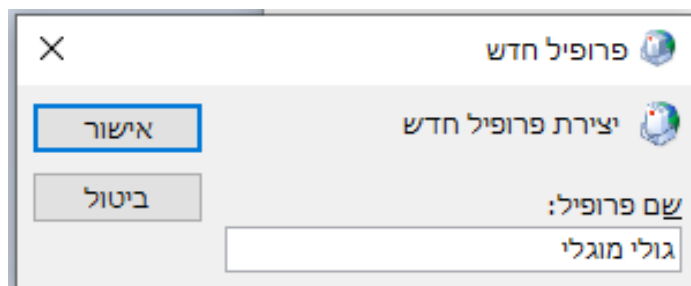 פרופיל חדש
יצירת פרופיל חדש
אישור
ביטול
שם פרופיל:
גולי מוגלי